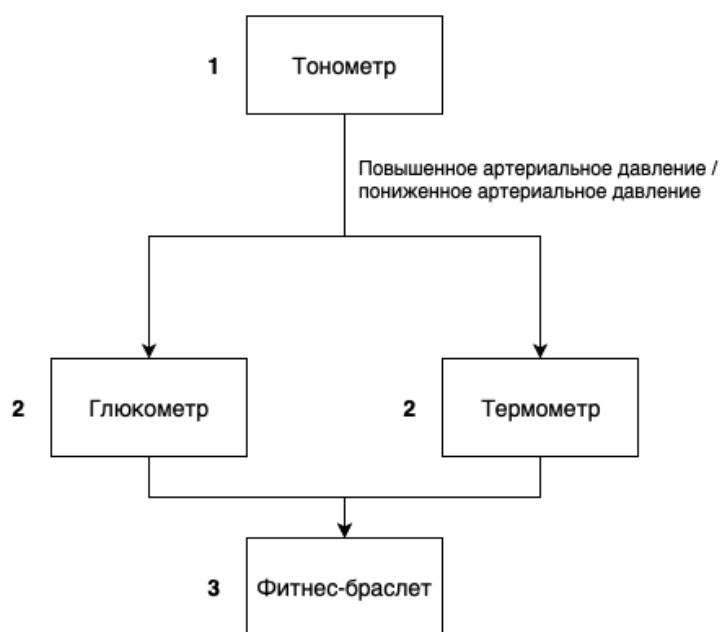 1 Тонометр
Повышенное артериальное давление /
пониженное артериальное давление
2 Глюкометр 2 Термометр
3 Фитнес-браслет